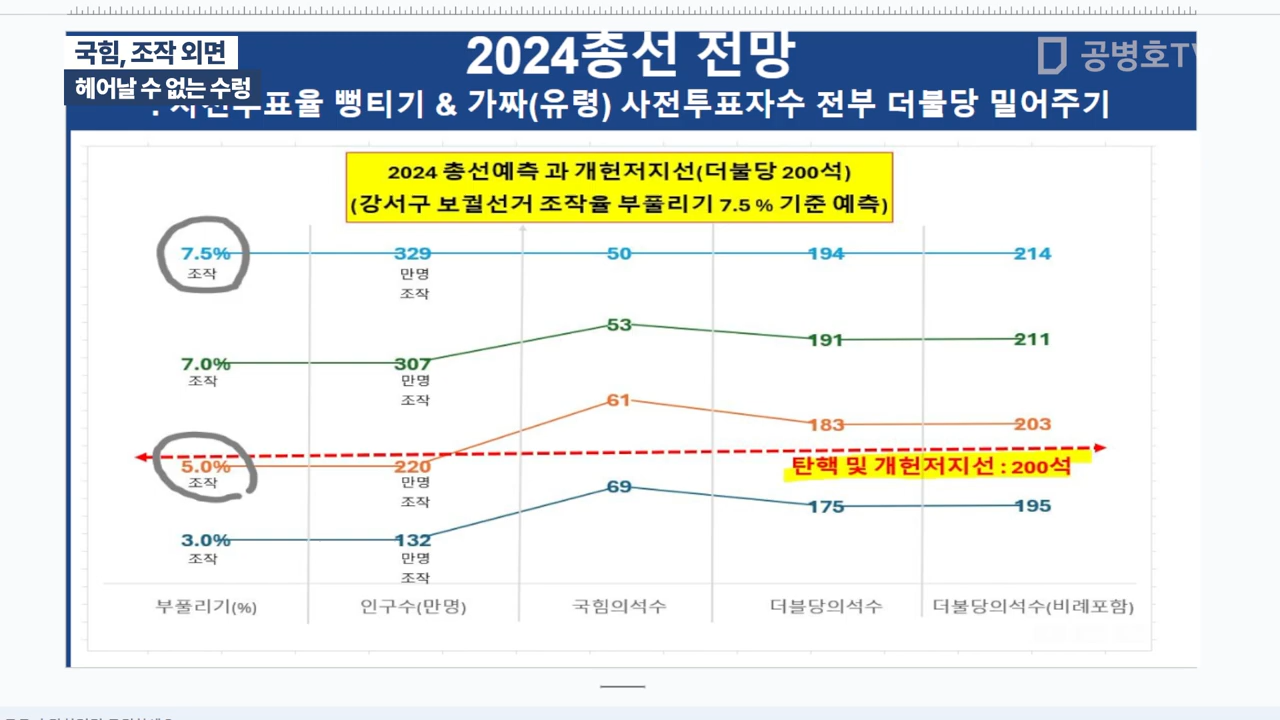 국힘, 조작 외면
헤어날 수 없는 수렁
2024총선 전망
공병호TV
: 사전투표율 뻥티기 & 가짜(유령) 사전투표자수 전부 더불당 밀어주기
2024 총선예측 과 개헌저지선(더불당 200석)
(강서구 보궐선거 조작율 부풀리기 7.5 % 기준 예측)
7.5% 329 50 194 214
조작 만명
조작
53
191 211
7.0% 307
조작 만명
조작
61
183 203
5.0% 220
탄핵 및 개헌저지선 : 200석
조작 만명
조작
69
175 195
3.0% 132
조작 만명
조작
부풀리기(%) 인구수(만명) 국힘의석수 더블당의석수 더불당의석수(비례포함)